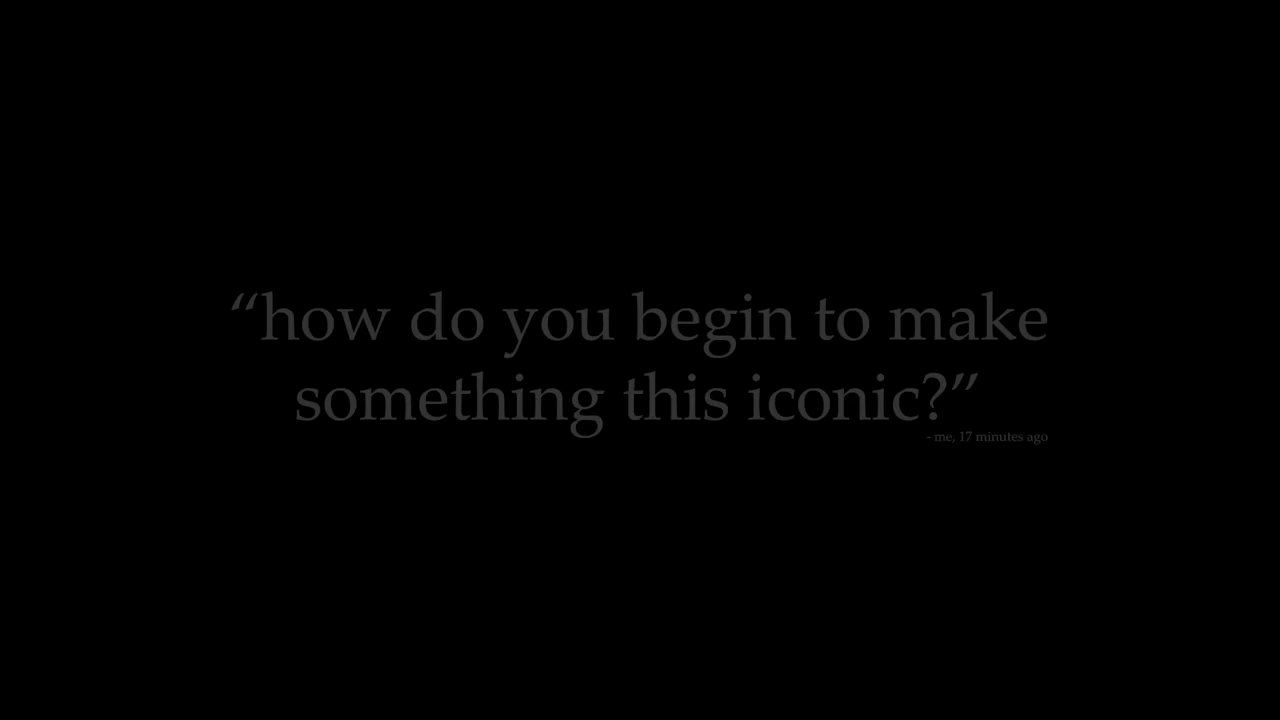 “how do you begin to make
something this iconic?”
- me, 17 minutes ago